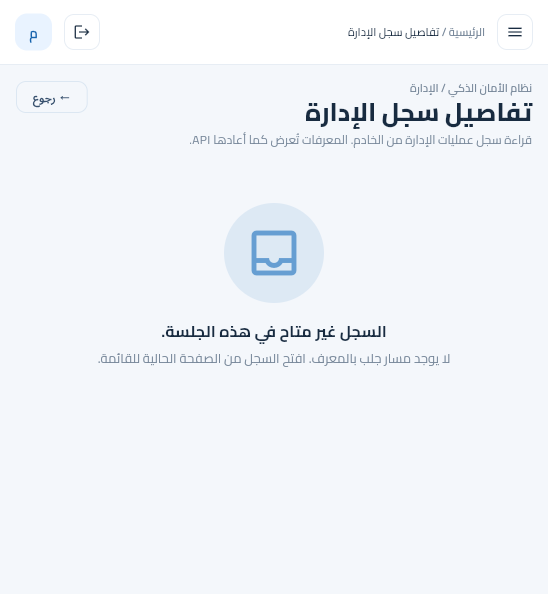 الرئيسية / تفاصيل سجل الإدارة
م
نظام الأمان الذكي / الإدارة
تفاصيل سجل الإدارة
← رجوع
قراءة سجل عمليات الإدارة من الخادم. المعرفات تُعرض كما أعادها API.
السجل غير متاح في هذه الجلسة.
لا يوجد مسار جلب بالمعرف. افتح السجل من الصفحة الحالية للقائمة.